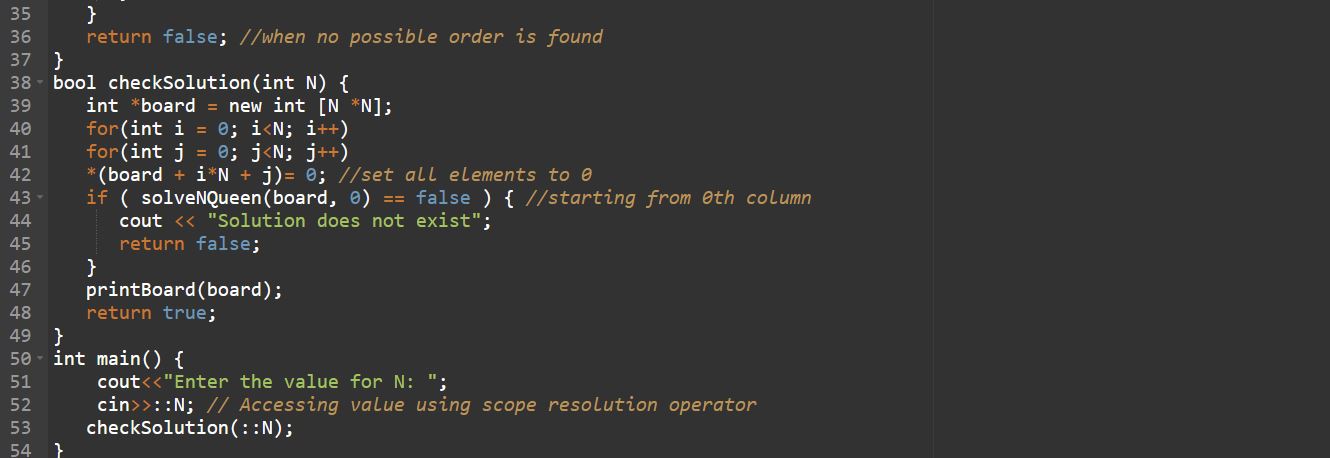 35 }
36 return false; //when no possible order is found
37 }
38 bool checkSolution(int N) {
39 int *board = new int [N *N];
40 for(int i = 0; i<N; i++)
41 for(int j = 0; j<N; j++)
42 *(board + i*N + j)= 0; //set all elements to 0
43 if ( solveNQueen(board, 0) == false ) { //starting from 0th column
44 cout << "Solution does not exist";
45 return false;
46 }
47 printBoard(board);
48 return true;
49 }
50 int main() {
51 cout<<"Enter the value for N: ";
52 cin>>::N; // Accessing value using scope resolution operator
53 checkSolution(::N);
54 }